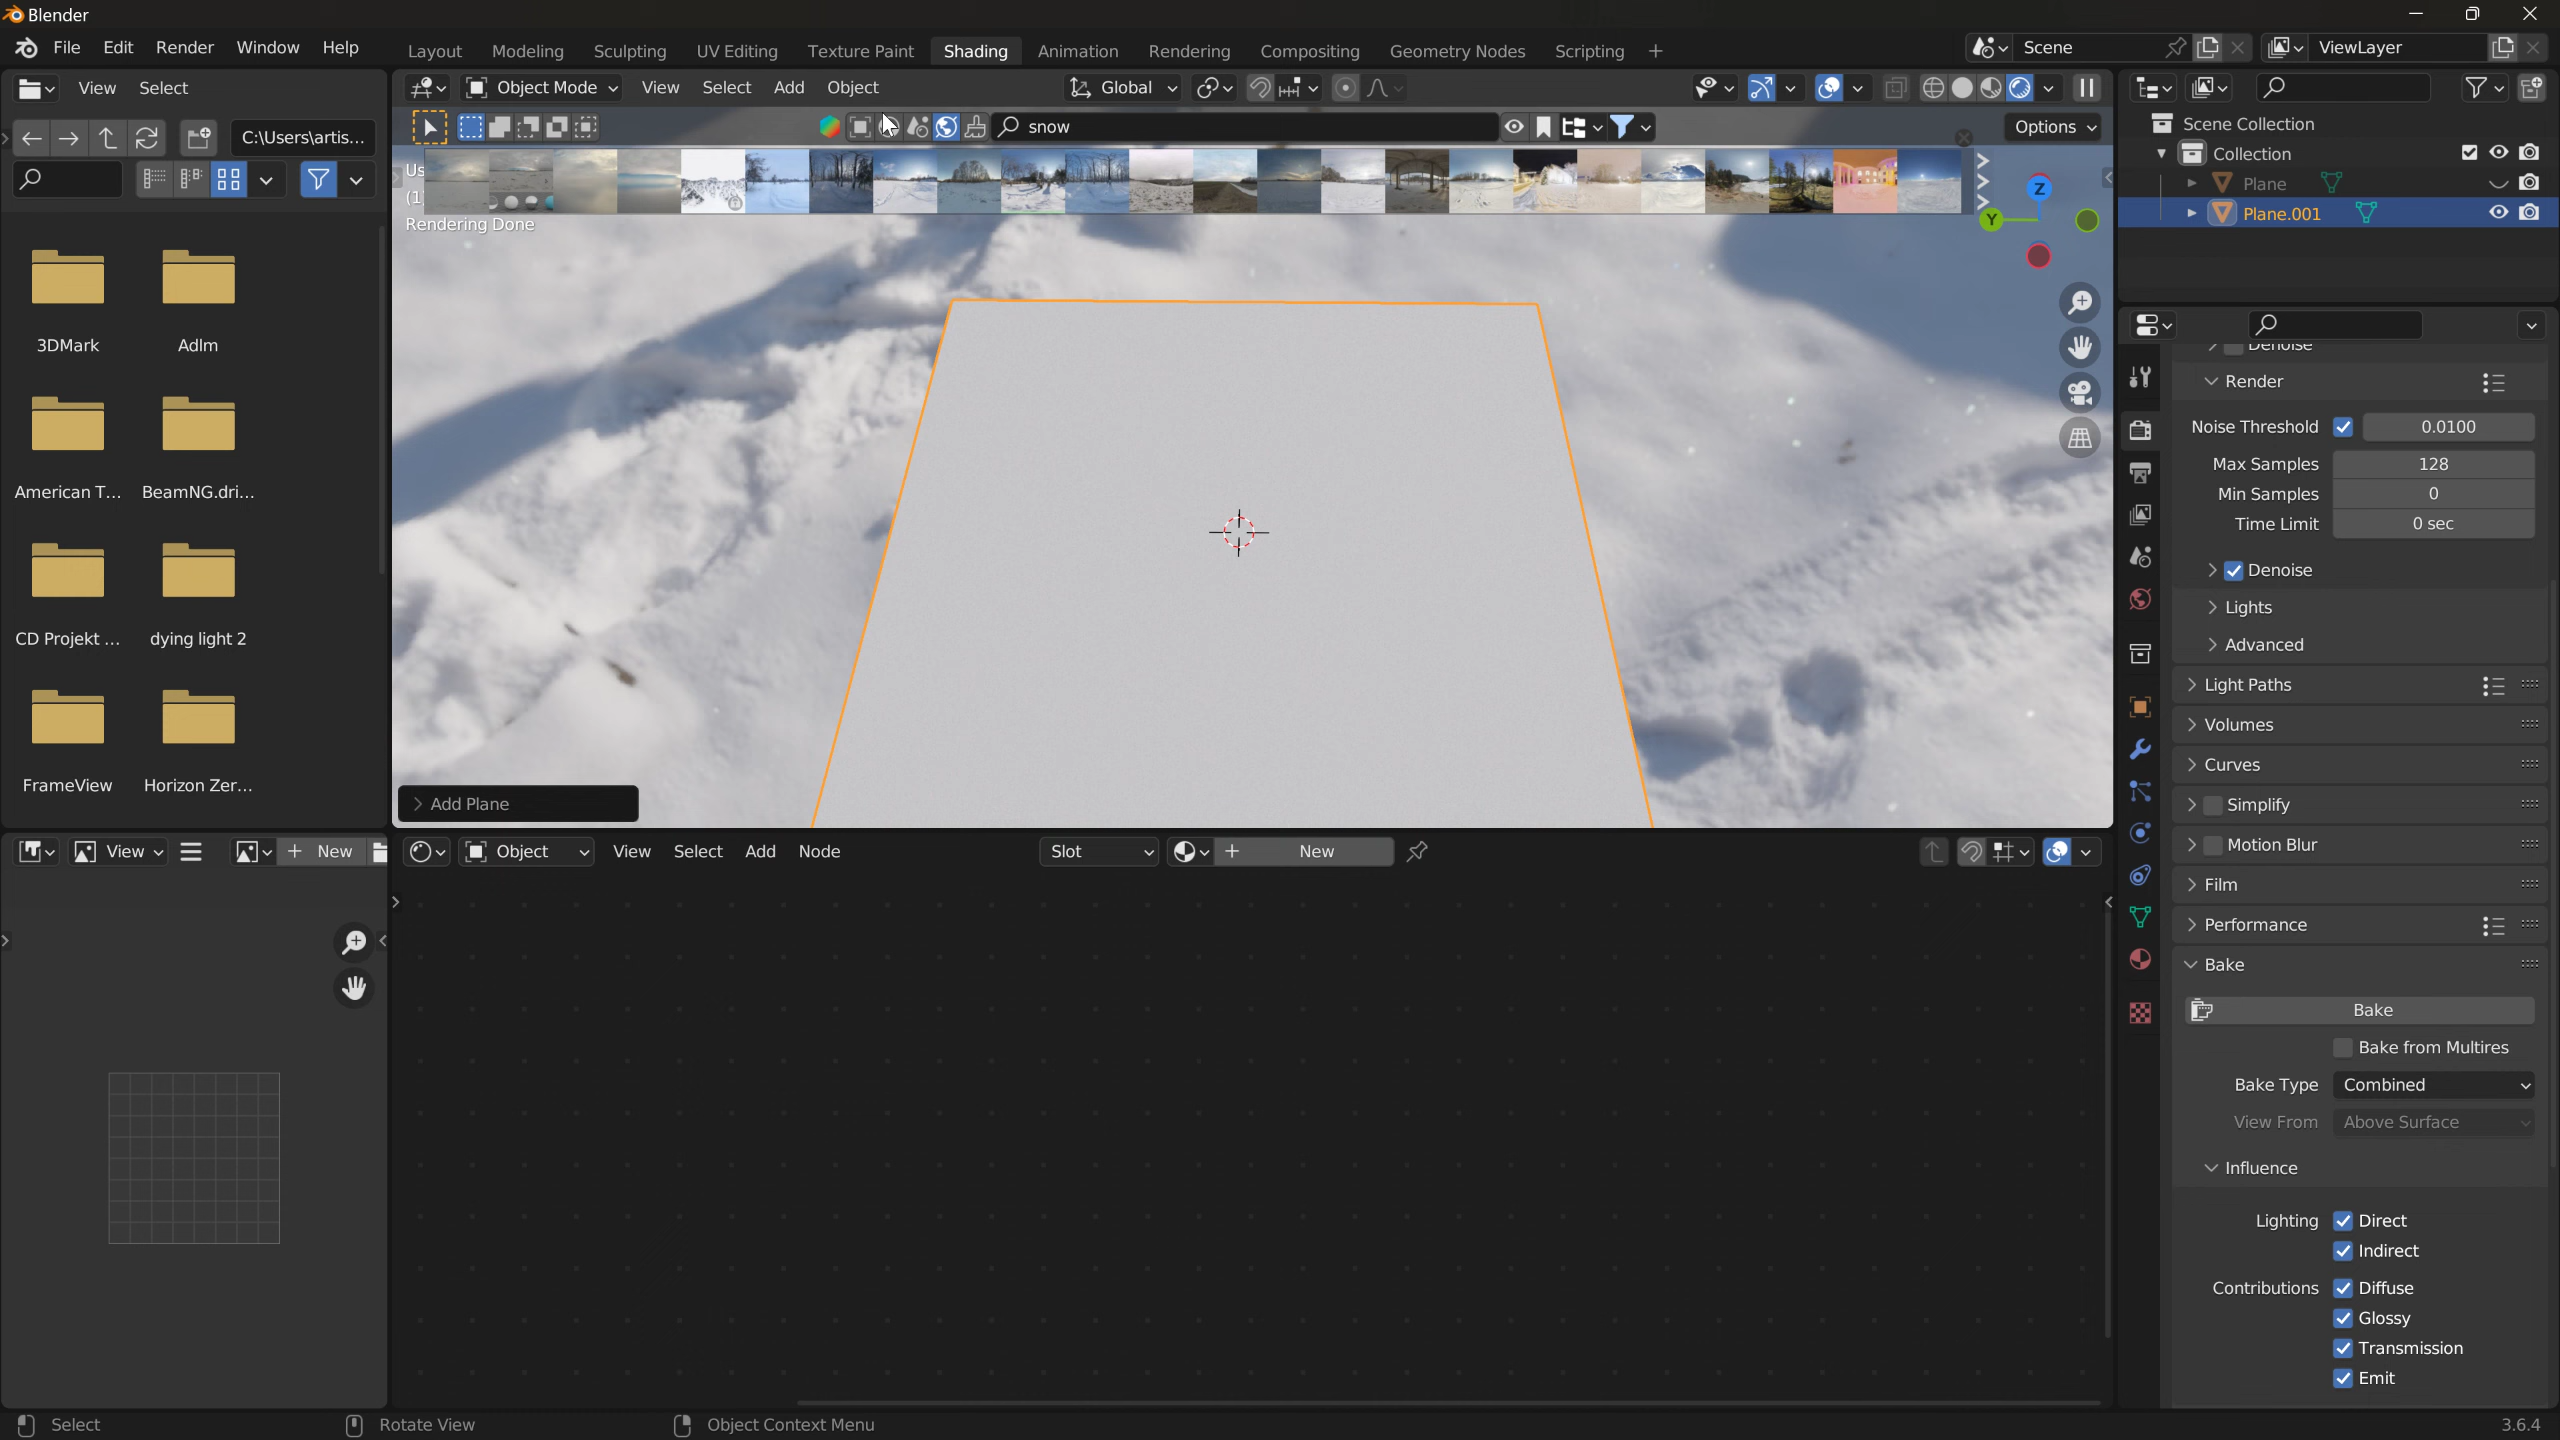 Blender
File Edit Render Window Help
Layout Modeling Sculpting UV Editing Texture Paint Shading Animation Rendering Compositing Geometry Nodes Scripting +
Scene
ViewLayer
View Select
Object Mode View Select Add Object
Global
C:\Users\artis...
snow
Options
Us
(1
Rendering Done
Z
Y
Scene Collection
Collection
Plane
Plane.001
3DMark Adlm
American T... BeamNG.dri...
CD Projekt ... dying light 2
FrameView Horizon Zer...
Add Plane
Denoise
Render
Noise Threshold 0.0100
Max Samples 128
Min Samples 0
Time Limit 0 sec
Denoise
Lights
Advanced
Light Paths
Volumes
Curves
Simplify
Motion Blur
Film
Performance
Bake
Bake
Bake from Multires
Bake Type Combined
View From Above Surface
Influence
Lighting Direct
Indirect
Contributions Diffuse
Glossy
Transmission
Emit
View + New
Object View Select Add Node
Slot
+ New
Select Rotate View Object Context Menu
3.6.4